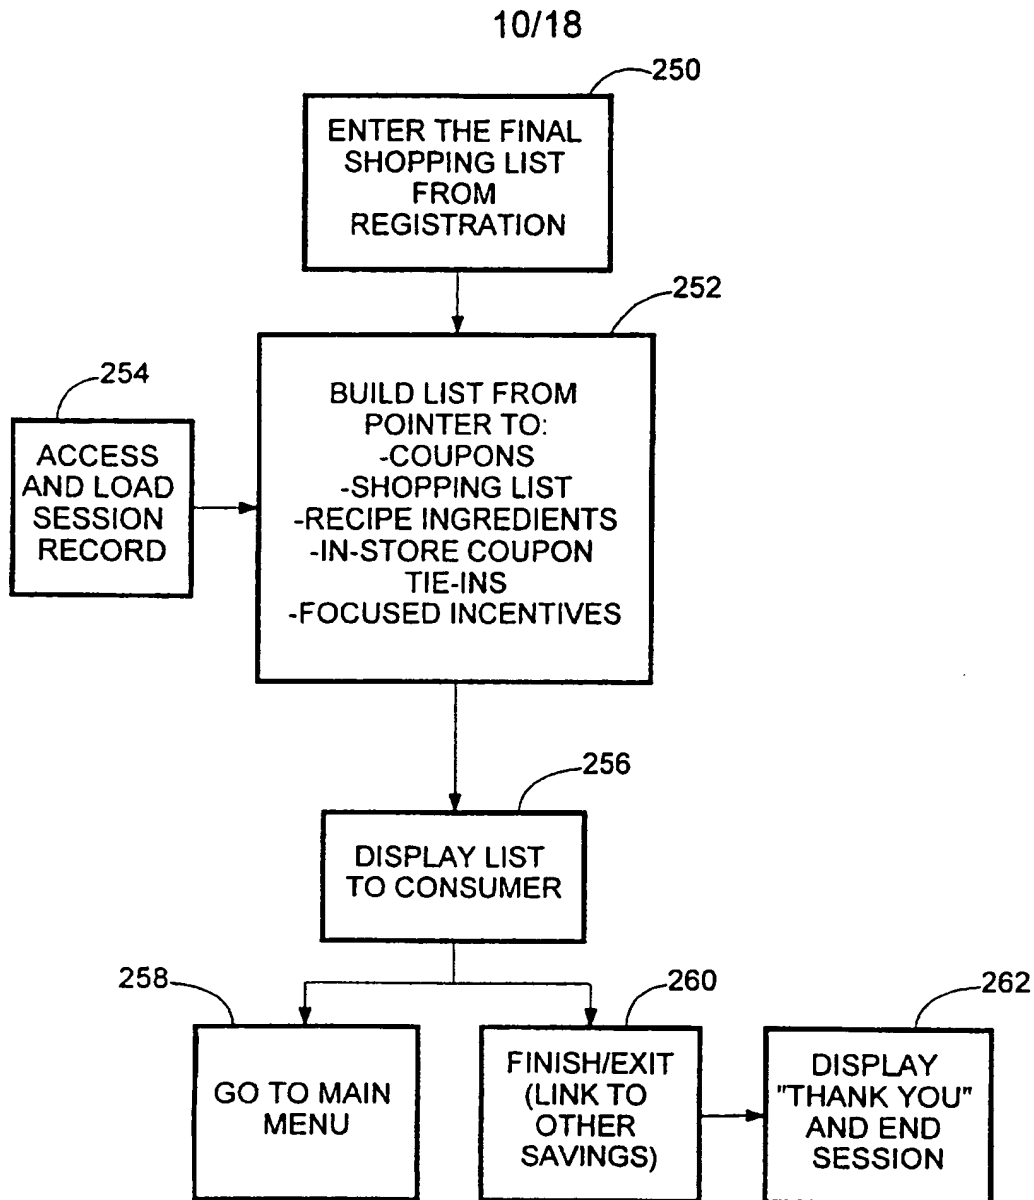 10/18
250
ENTER THE FINAL
SHOPPING LIST
FROM
REGISTRATION
252
254
BUILD LIST FROM
POINTER TO:
-COUPONS
-SHOPPING LIST
-RECIPE INGREDIENTS
-IN-STORE COUPON
TIE-INS
-FOCUSED INCENTIVES
ACCESS
AND LOAD
SESSION
RECORD
256
DISPLAY LIST
TO CONSUMER
258
GO TO MAIN
MENU
260
FINISH/EXIT
(LINK TO
OTHER
SAVINGS)
262
DISPLAY
"THANK YOU"
AND END
SESSION